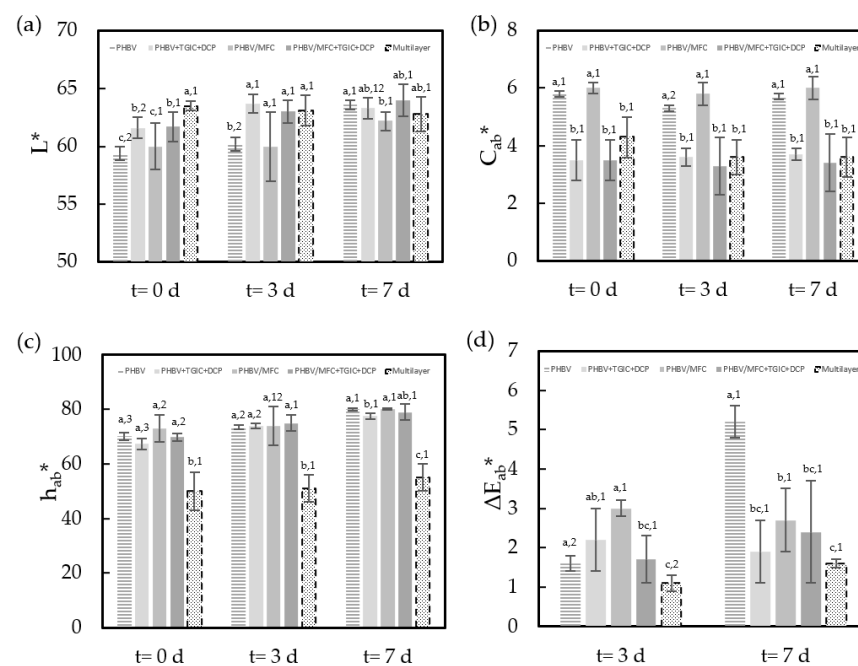 (a)
70
65
60
55
50
L*
PHBV PHBV+TGIC+DCP PHBV/MFC PHBV/MFC+TGIC+DCP Multilayer
c,2 b,2 c,1 b,1 a,1
b,2 a,1 a,1 a,1 a,1
a,1 ab,12 b,1 ab,1 ab,1
t= 0 d t= 3 d t= 7 d
(b)
8
6
4
2
0
Cab*
PHBV PHBV+TGIC+DCP PHBV/MFC PHBV/MFC+TGIC+DCP Multilayer
a,1 b,1 a,1 b,1 b,1
a,2 b,1 a,1 b,1 b,1
a,1 b,1 a,1 b,1 b,1
t= 0 d t= 3 d t= 7 d
(c)
100
80
60
40
20
0
hab*
PHBV PHBV+TGIC+DCP PHBV/MFC PHBV/MFC+TGIC+DCP Multilayer
a,3 a,3 a,2 a,2 b,1
a,2 a,2 a,12 a,1 b,1
a,1 b,1 a,1 ab,1 c,1
t= 0 d t= 3 d t= 7 d
(d)
7
6
5
4
3
2
1
0
ΔEab*
PHBV PHBV+TGIC+DCP PHBV/MFC PHBV/MFC+TGIC+DCP Multilayer
a,2 ab,1 a,1 bc,1 c,2
a,1 bc,1 b,1 bc,1 c,1
t= 3 d t= 7 d